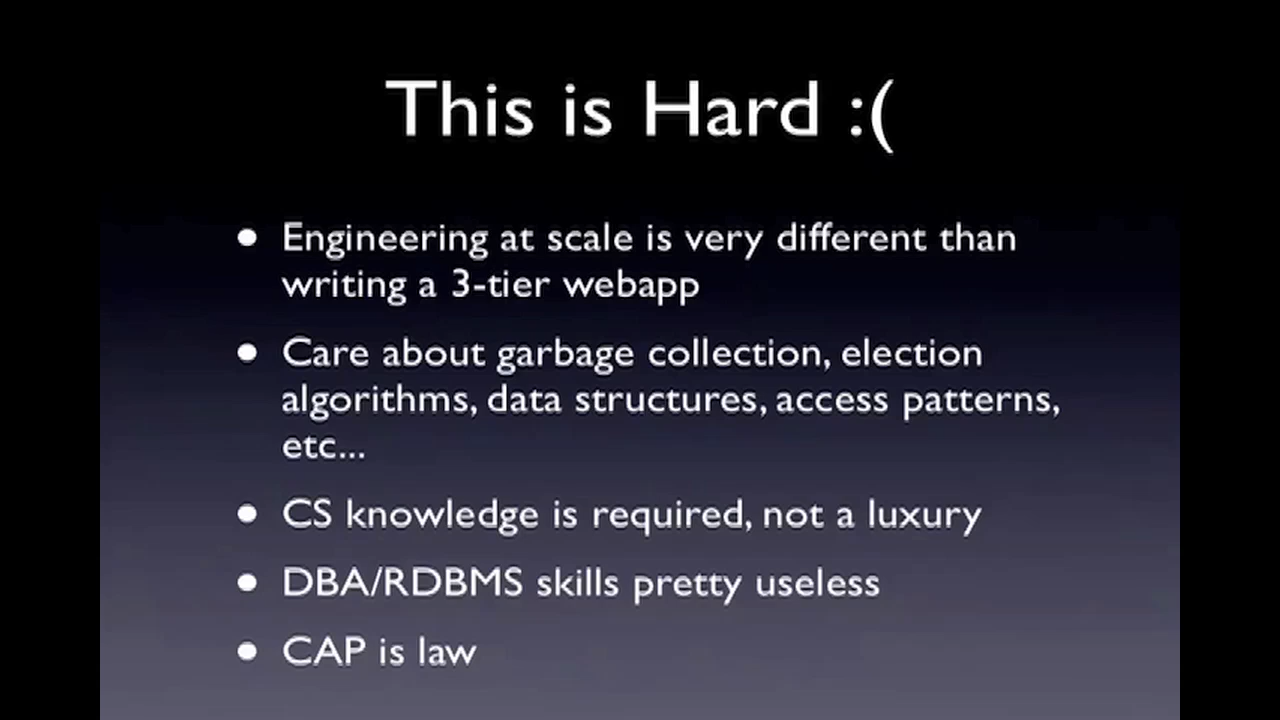 This is Hard :(
• Engineering at scale is very different than
writing a 3-tier webapp
• Care about garbage collection, election
algorithms, data structures, access patterns,
etc...
• CS knowledge is required, not a luxury
• DBA/RDBMS skills pretty useless
• CAP is law